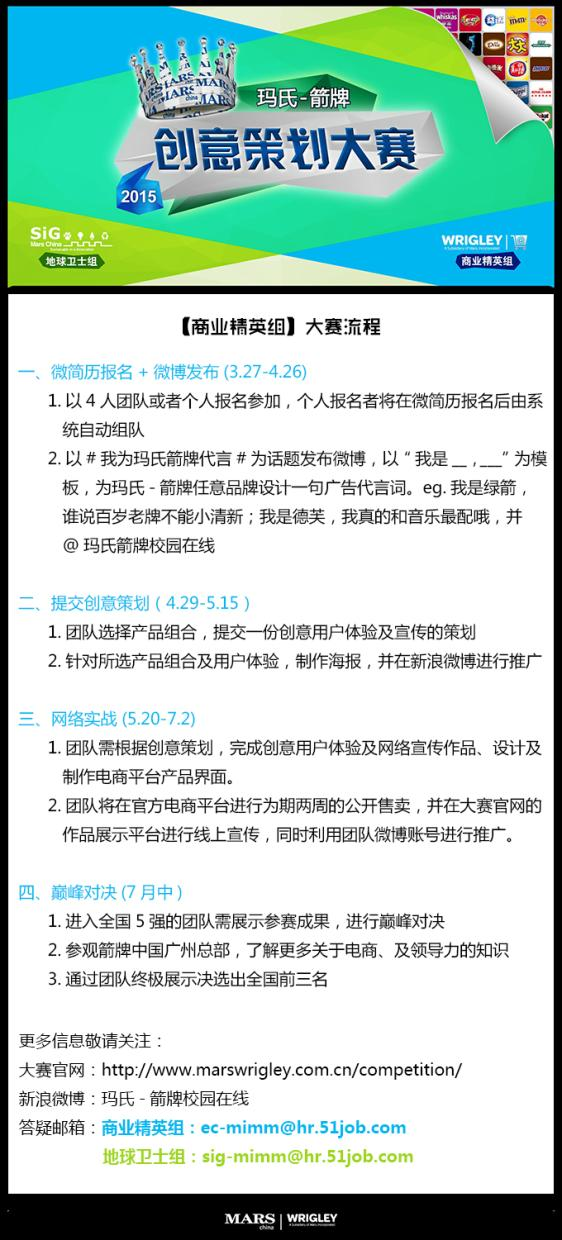 whiskas
MARS MARS MARS
MARS china MARS
玛氏-箭牌
创意策划大赛
2015
SiG
Mars China
Sustainable in a Generation
地球卫士组
WRIGLEY
A Subsidiary of Mars, Incorporated
商业精英组
【商业精英组】大赛流程
一、微简历报名 + 微博发布 (3.27-4.26)
1. 以 4 人团队或者个人报名参加，个人报名者将在微简历报名后由系
统自动组队
2. 以 # 我为玛氏箭牌代言 # 为话题发布微博，以 “ 我是 __ , ___” 为模
板，为玛氏 - 箭牌任意品牌设计一句广告代言词。eg. 我是绿箭，
谁说百岁老牌不能小清新；我是德芙，我真的和音乐最配哦，并
@ 玛氏箭牌校园在线
二、提交创意策划 ( 4.29-5.15 )
1. 团队选择产品组合，提交一份创意用户体验及宣传的策划
2. 针对所选产品组合及用户体验，制作海报，并在新浪微博进行推广
三、网络实战 (5.20-7.2)
1. 团队需根据创意策划，完成创意用户体验及网络宣传作品、设计及
制作电商平台产品界面。
2. 团队将在官方电商平台进行为期两周的公开售卖，并在大赛官网的
作品展示平台进行线上宣传，同时利用团队微博账号进行推广。
四、巅峰对决 (7 月中 )
1. 进入全国 5 强的团队需展示参赛成果，进行巅峰对决
2. 参观箭牌中国广州总部，了解更多关于电商、及领导力的知识
3. 通过团队终极展示决选出全国前三名
更多信息敬请关注：
大赛官网：http://www.marswrigley.com.cn/competition/
新浪微博：玛氏 - 箭牌校园在线
答疑邮箱：商业精英组：ec-mimm@hr.51job.com
地球卫士组：sig-mimm@hr.51job.com
MARS china | WRIGLEY
A Subsidiary of Mars, Incorporated